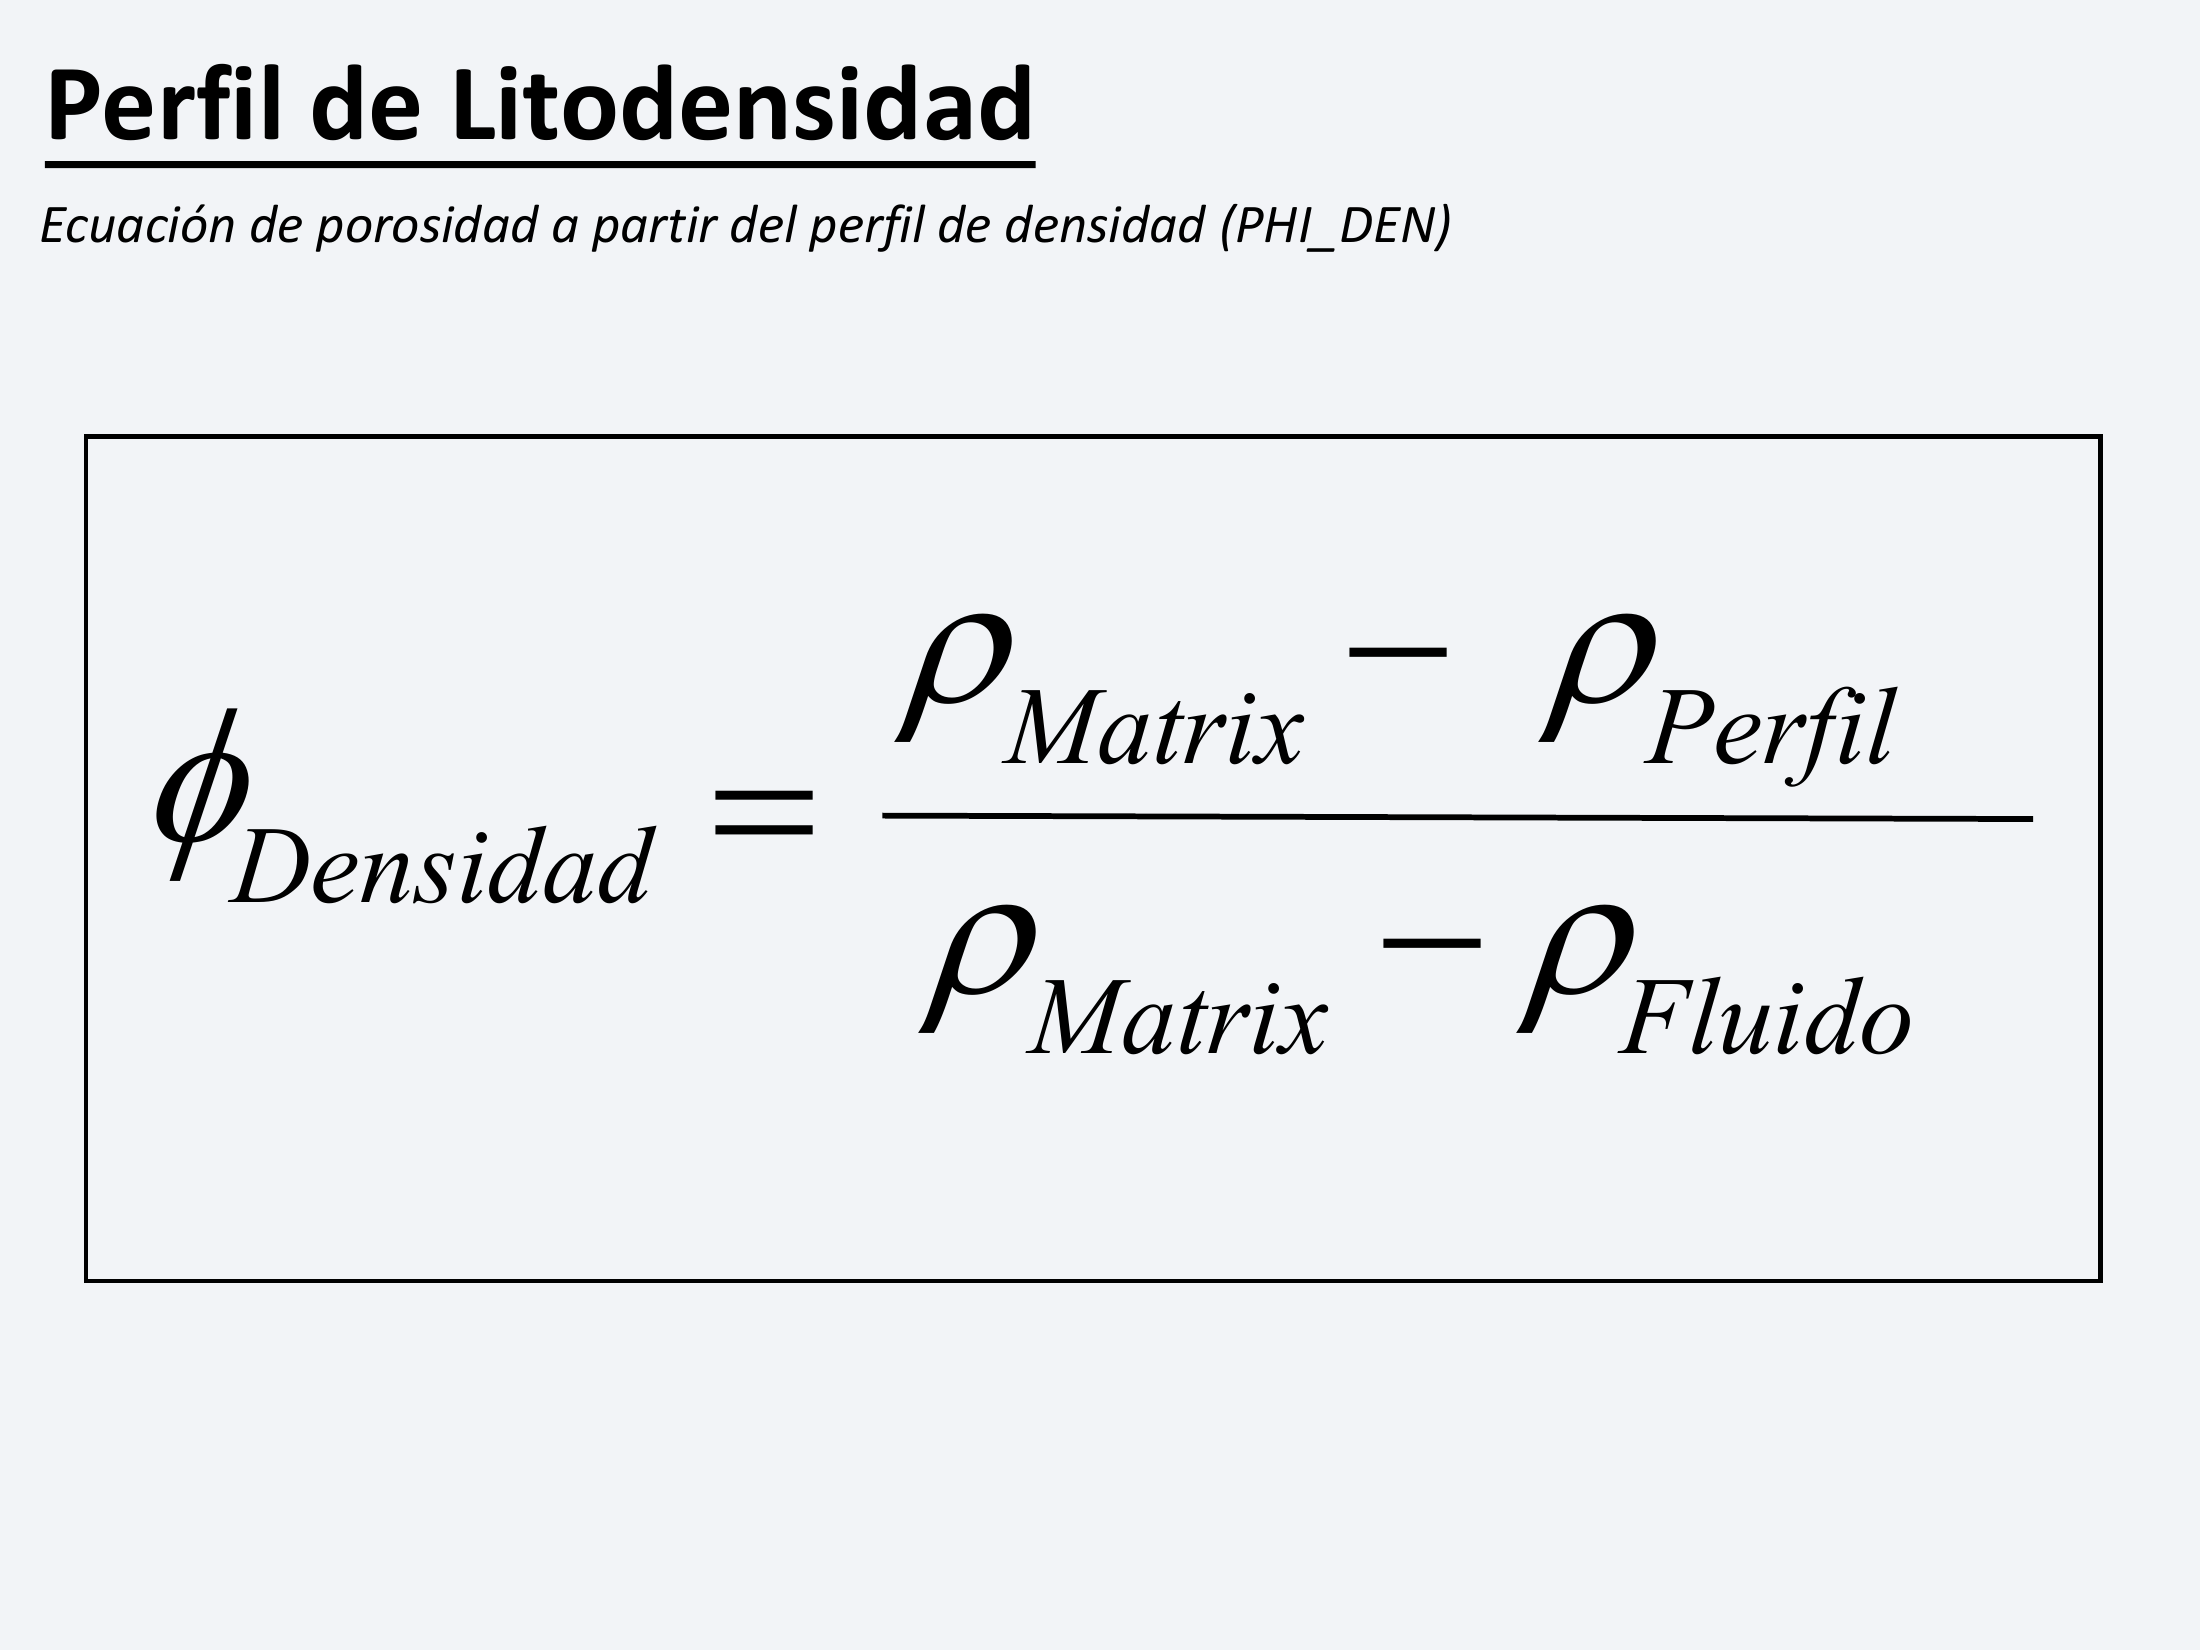 Perfil de Litodensidad
Ecuación de porosidad a partir del perfil de densidad (PHI_DEN)
ρMatrix − ρPerfil
ϕDensidad =
ρMatrix − ρFluido